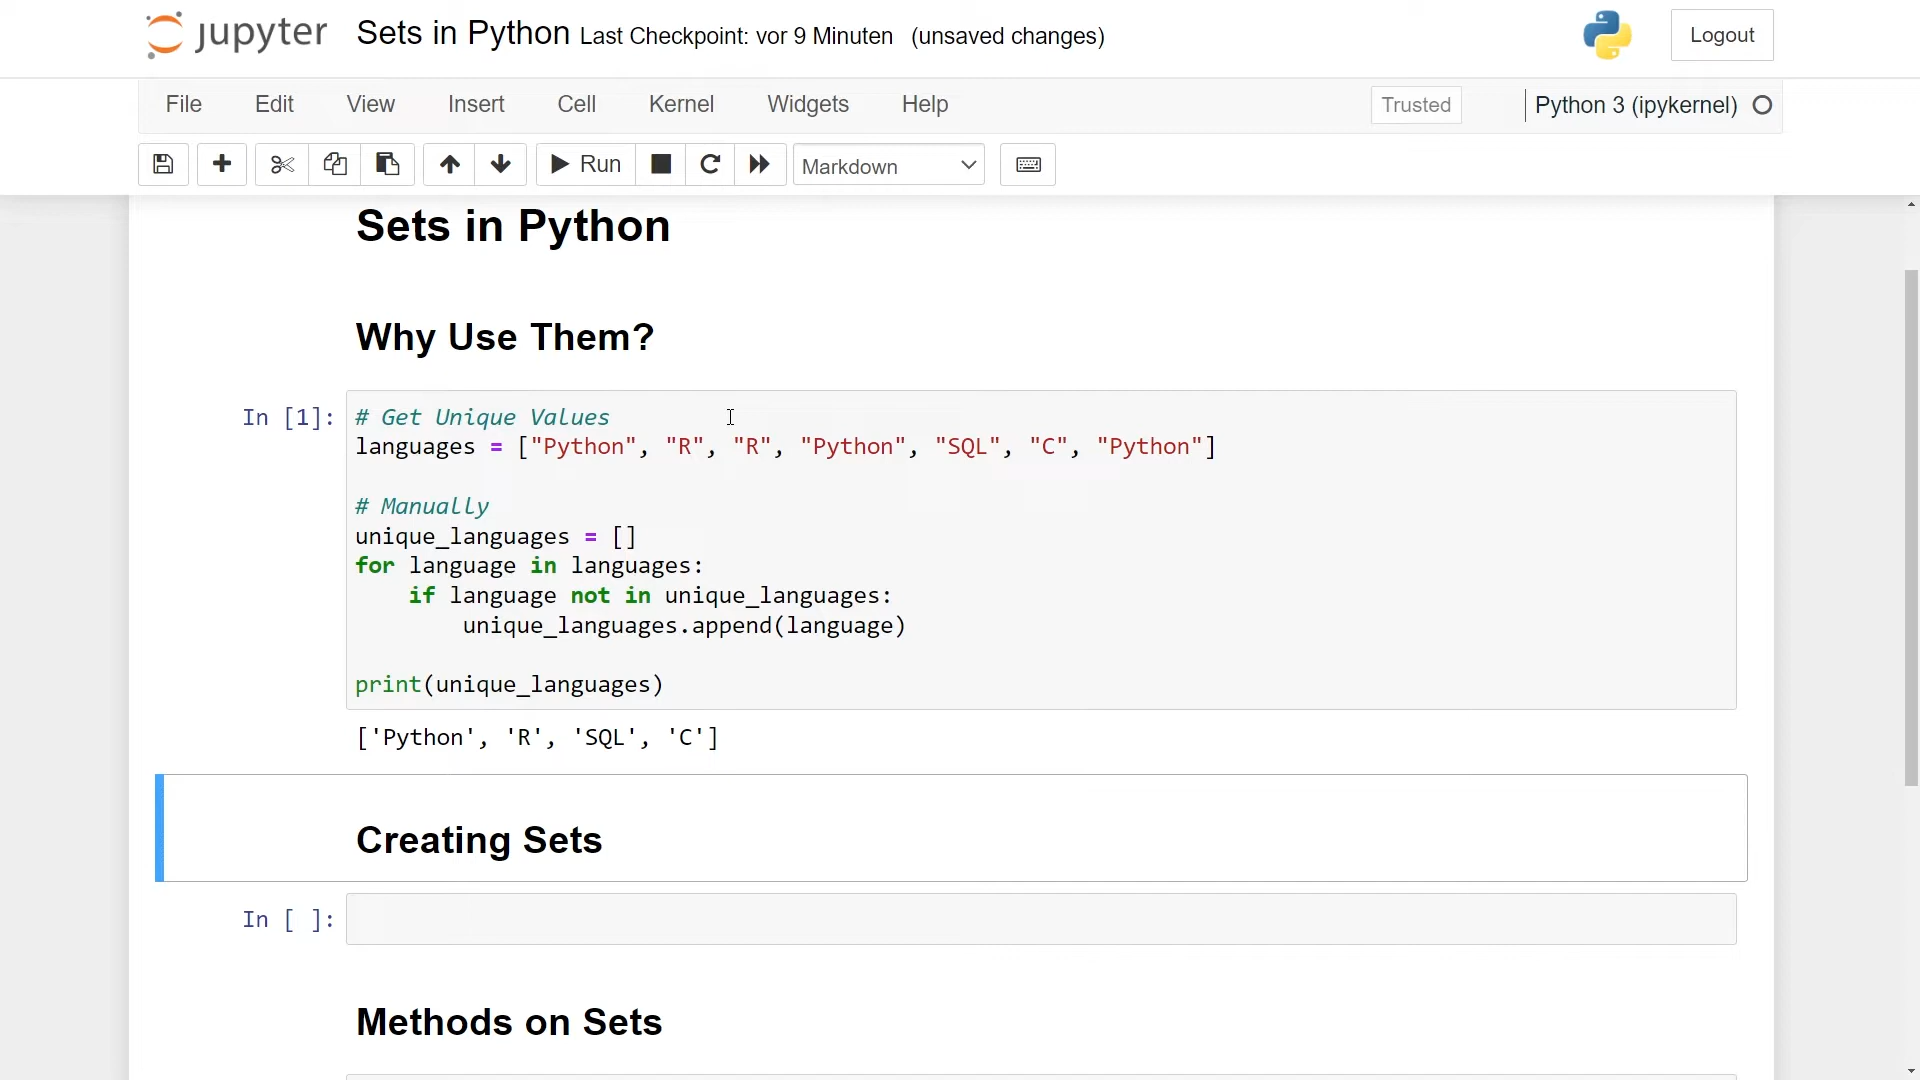 jupyter Sets in Python Last Checkpoint: vor 9 Minuten (unsaved changes) Logout
File Edit View Insert Cell Kernel Widgets Help Trusted Python 3 (ipykernel)
Run Markdown
Sets in Python
Why Use Them?
In [1]: # Get Unique Values
languages = ["Python", "R", "R", "Python", "SQL", "C", "Python"]
# Manually
unique_languages = []
for language in languages:
    if language not in unique_languages:
        unique_languages.append(language)
print(unique_languages)
['Python', 'R', 'SQL', 'C']
Creating Sets
In [ ]:
Methods on Sets